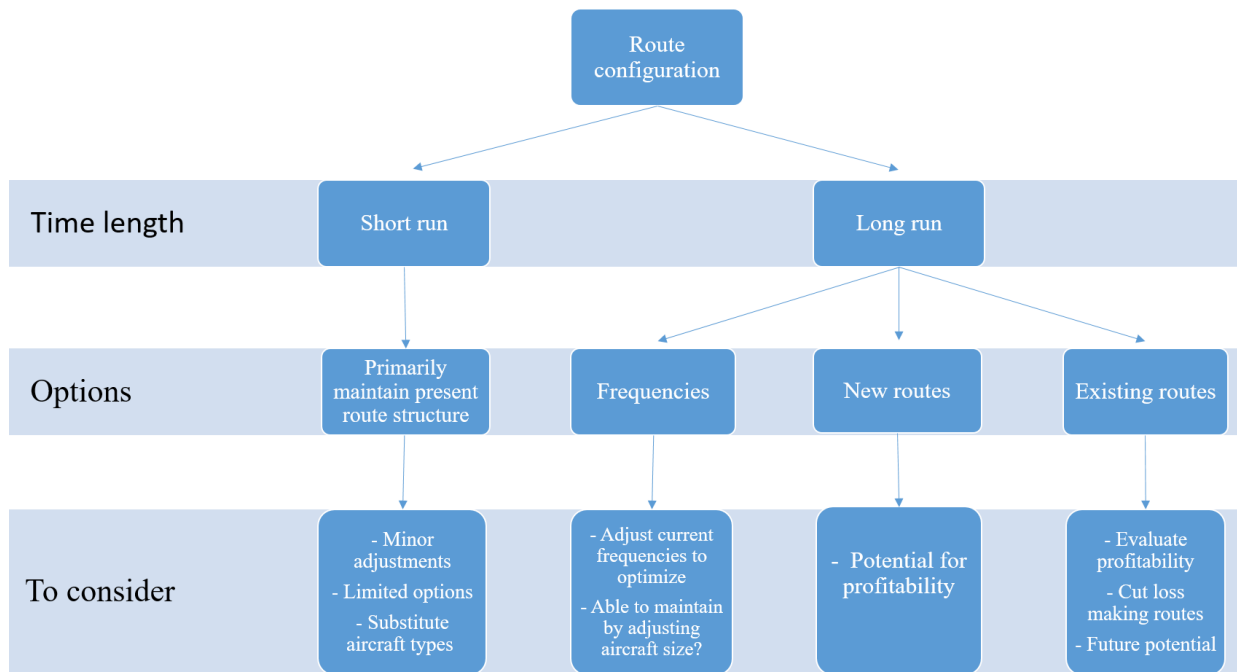 Route
configuration
Time length
Short run
Long run
Options
Primarily
maintain present
route structure
Frequencies
New routes
Existing routes
To consider
- Minor
adjustments
- Limited options
- Substitute
aircraft types
- Adjust current
frequencies to
optimize
- Able to maintain
by adjusting
aircraft size?
- Potential for
profitability
- Evaluate
profitability
- Cut loss
making routes
- Future potential